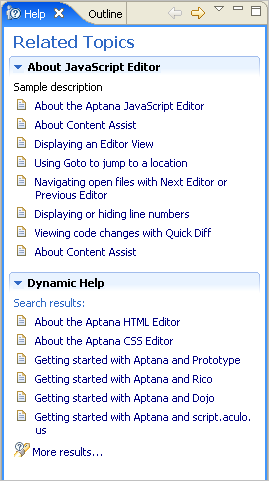 Help
Outline
Related Topics
About JavaScript Editor
Sample description
About the Aptana JavaScript Editor
About Content Assist
Displaying an Editor View
Using Goto to jump to a location
Navigating open files with Next Editor or
Previous Editor
Displaying or hiding line numbers
Viewing code changes with Quick Diff
About Content Assist
Dynamic Help
Search results:
About the Aptana HTML Editor
About the Aptana CSS Editor
Getting started with Aptana and Prototype
Getting started with Aptana and Rico
Getting started with Aptana and Dojo
Getting started with Aptana and script.aculo.
us
More results...